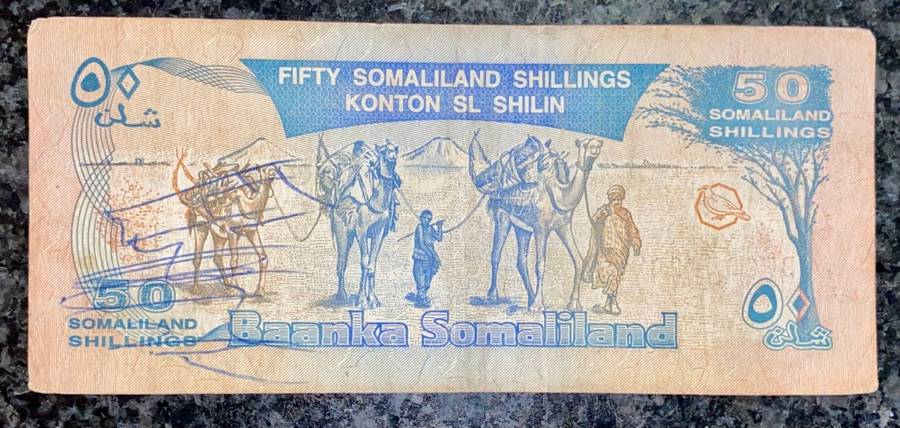 ٥٠
شلن
FIFTY SOMALILAND SHILLINGS
KONTON SL SHILIN
50
SOMALILAND
SHILLINGS
50
SOMALILAND
SHILLINGS
Baanka Somaliland
٥٠
شلن